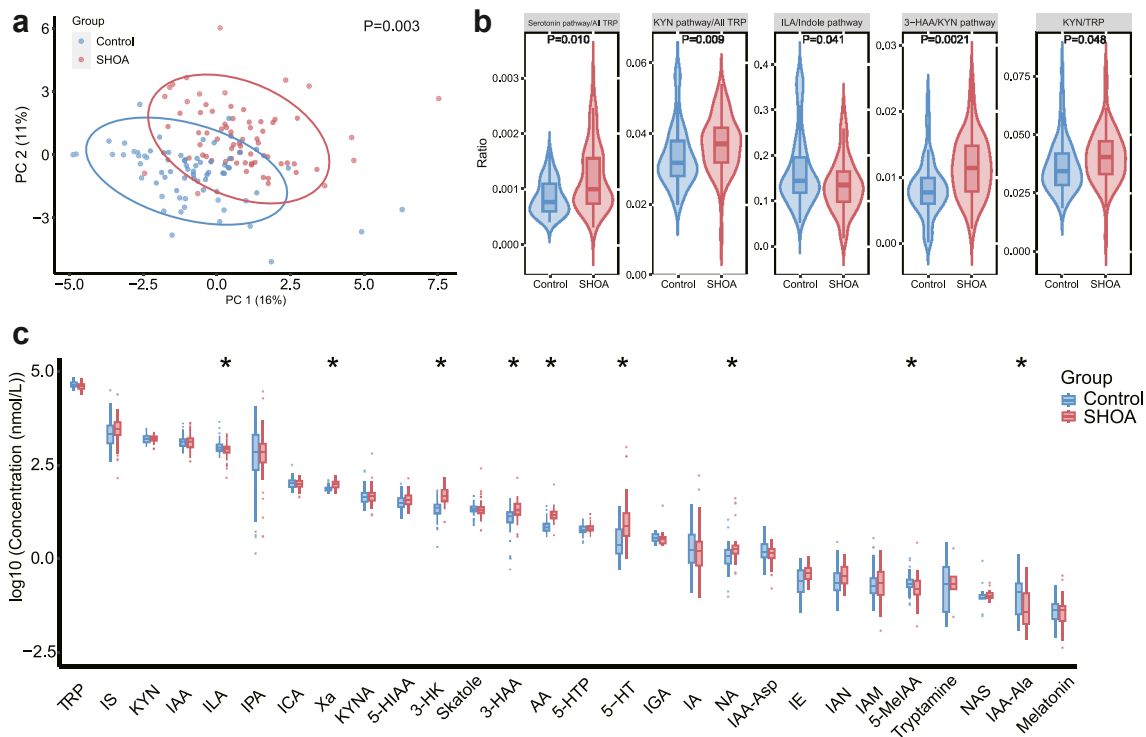 a
Group
Control
SHOA
P=0.003
6
3
0
−3
PC 2 (11%)
−5.0
−2.5
0.0
2.5
5.0
7.5
PC 1 (16%)
b
Serotonin pathway/All TRP
P=0.010
0.003
0.002
0.001
0.000
Ratio
Control
SHOA
KYN pathway/All TRP
P=0.009
0.06
0.04
0.02
0.00
Control
SHOA
ILA/Indole pathway
P=0.041
0.4
0.3
0.2
0.1
0.0
Control
SHOA
3−HAA/KYN pathway
P=0.0021
0.03
0.02
0.01
0.00
Control
SHOA
KYN/TRP
P=0.048
0.075
0.050
0.025
0.000
Control
SHOA
c
* * * * * * * * *
5.0
2.5
0.0
−2.5
log10 (Concentration (nmol/L))
Group
Control
SHOA
TRP
IS
KYN
IAA
ILA
IPA
ICA
Xa
KYNA
5-HIAA
3-HK
Skatole
3-HAA
AA
5-HTP
5−HT
IGA
IA
NA
IAA-Asp
IE
IAN
IAM
5-MeIAA
Tryptamine
NAS
IAA-Ala
Melatonin